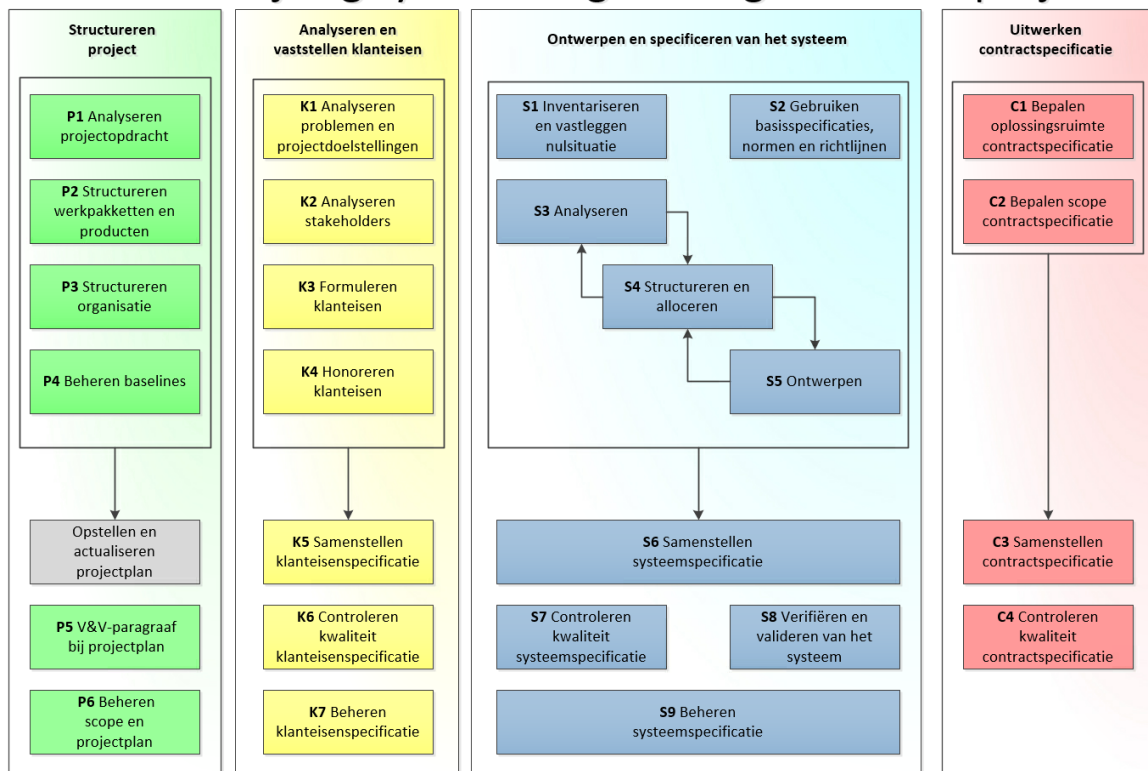 Structureren
project
P1 Analyseren
projectopdracht
P2 Structureren
werkpakketten en
producten
P3 Structureren
organisatie
P4 Beheren baselines
Opstellen en
actualiseren
projectplan
P5 V&V-paragraaf
bij projectplan
P6 Beheren
scope en
projectplan
Analyseren en
vaststellen klanteisen
K1 Analyseren
problemen en
projectdoelstellingen
K2 Analyseren
stakeholders
K3 Formuleren
klanteisen
K4 Honoreren
klanteisen
K5 Samenstellen
klanteisenspecificatie
K6 Controleren
kwaliteit
klanteisenspecificatie
K7 Beheren
klanteisenspecificatie
Ontwerpen en specificeren van het systeem
S1 Inventariseren
en vastleggen
nulsituatie
S2 Gebruiken
basisspecificaties,
normen en richtlijnen
S3 Analyseren
S4 Structureren en
alloceren
S5 Ontwerpen
S6 Samenstellen
systeemspecificatie
S7 Controleren
kwaliteit
systeemspecificatie
S8 Verifiëren en
valideren van het
systeem
S9 Beheren
systeemspecificatie
Uitwerken
contractspecificatie
C1 Bepalen
oplossingsruimte
contractspecificatie
C2 Bepalen scope
contractspecificatie
C3 Samenstellen
contractspecificatie
C4 Controleren
kwaliteit
contractspecificatie